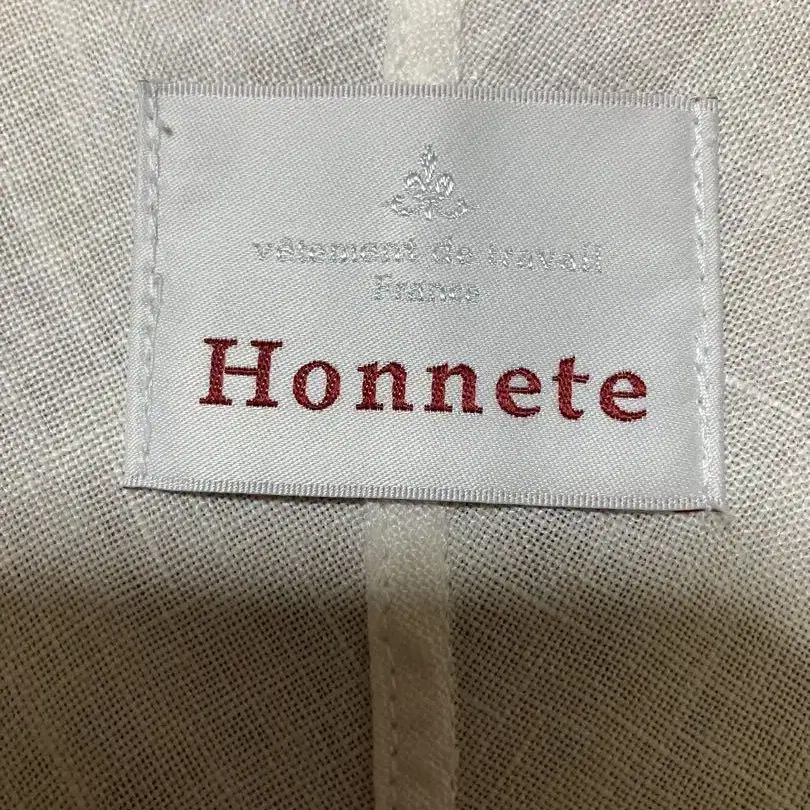 vêtement de travail
France
Honnete